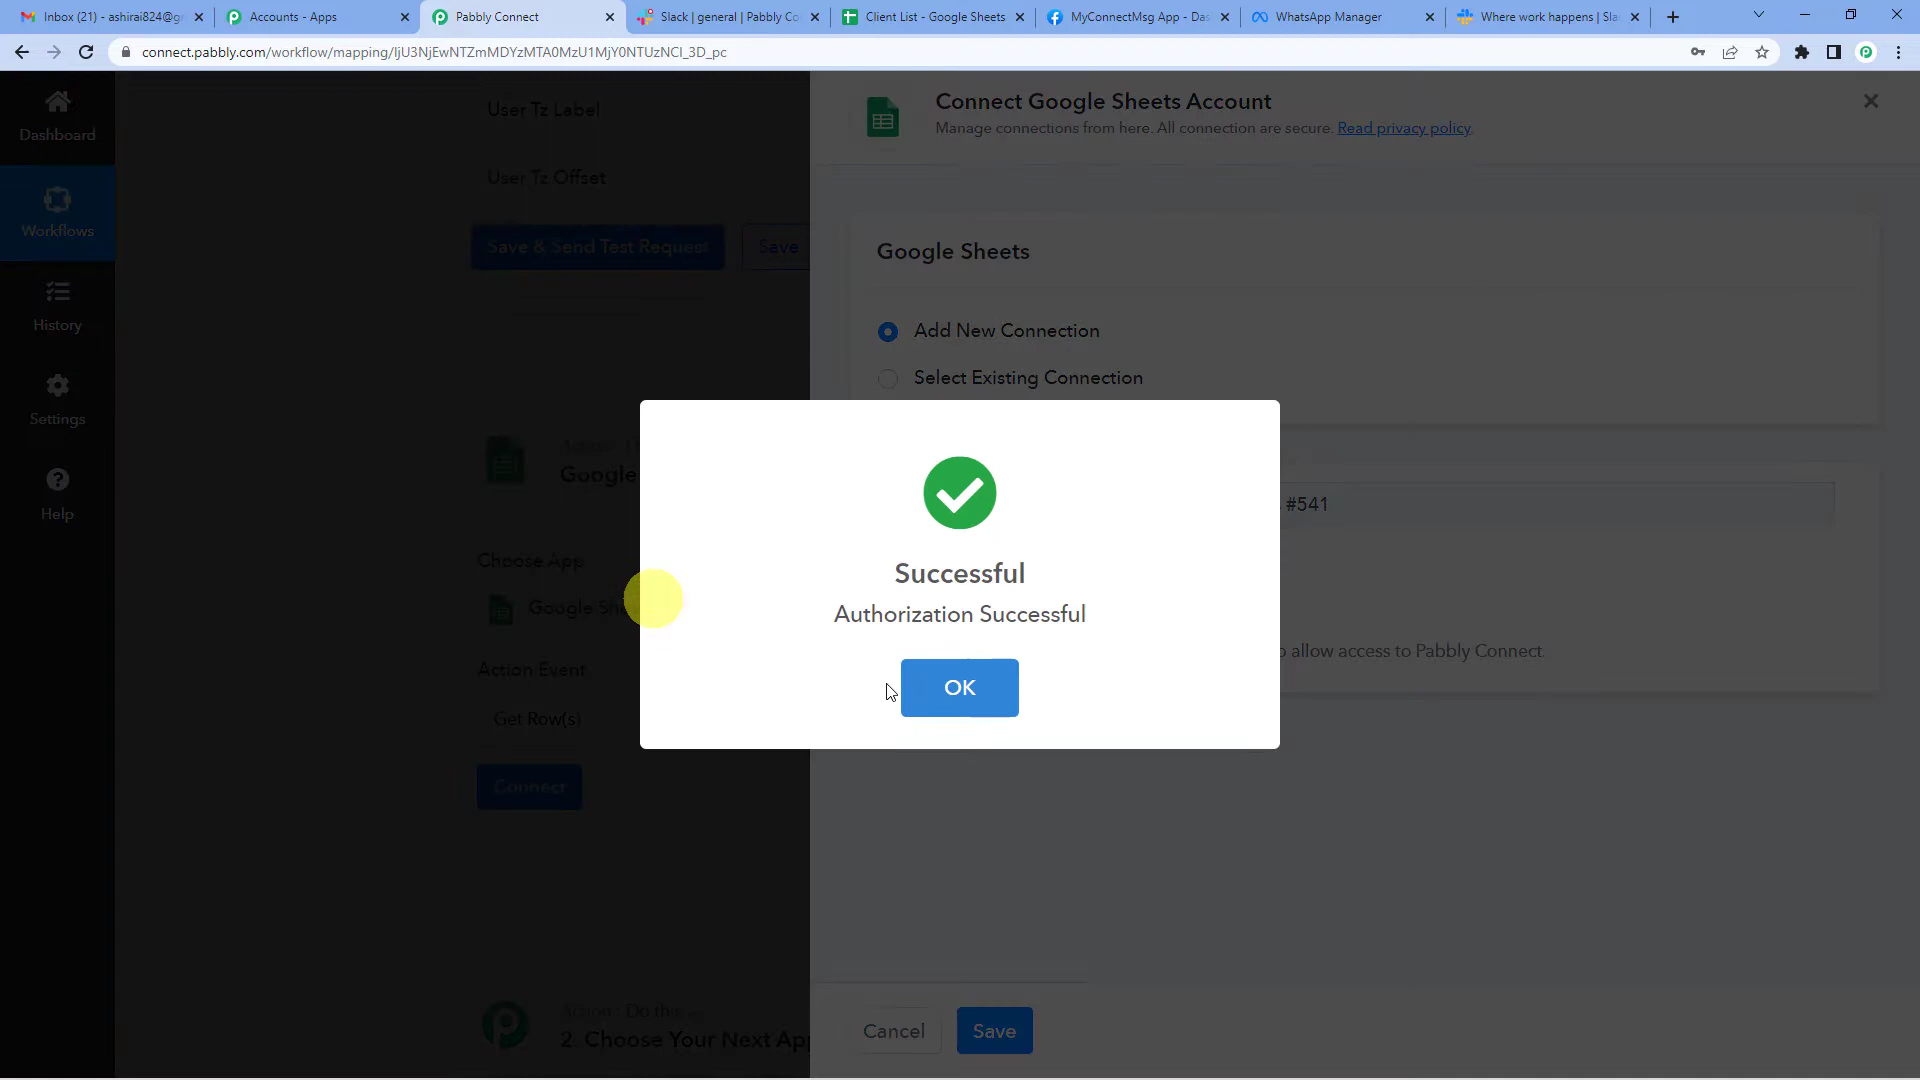 Inbox (21) - ashirai824@g
Accounts - Apps
Pabbly Connect
Slack | general | Pabbly Co
Client List - Google Sheets
MyConnectMsg App - Das
WhatsApp Manager
Where work happens | Sla
connect.pabbly.com/workflow/mapping/IjU3NjEwNTZmMDYzMTA0MzU1MjY0NTUzNCI_3D_pc
Dashboard
Workflows
History
Settings
Help
User Tz Label
User Tz Offset
Save & Send Test Request
Save
Google
Choose App
Google Sh
Action Event
Get Row(s)
Connect
Action : Do this
2. Choose Your Next App
Connect Google Sheets Account
Manage connections from here. All connection are secure. Read privacy policy.
Google Sheets
Add New Connection
Select Existing Connection
#541
allow access to Pabbly Connect.
Cancel
Save
Successful
Authorization Successful
OK